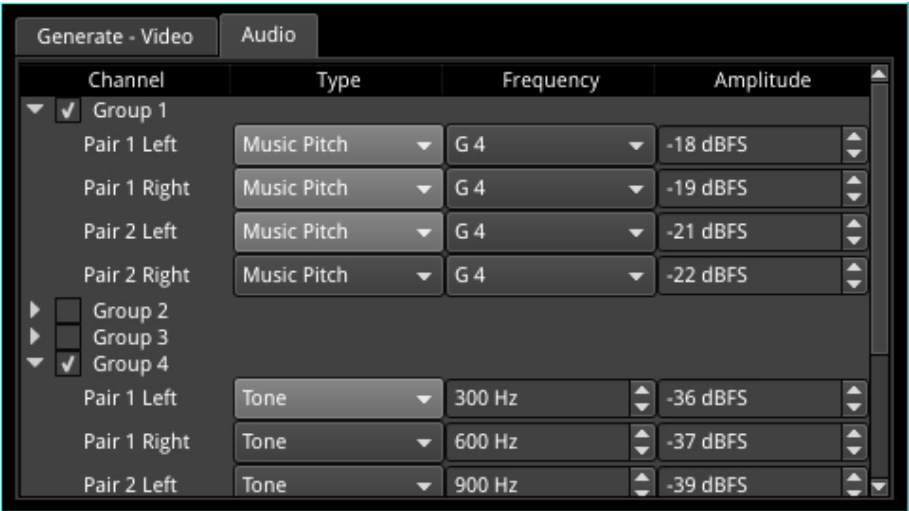 Generate - Video Audio
Channel Type Frequency Amplitude
Group 1
Pair 1 Left Music Pitch G 4 -18 dBFS
Pair 1 Right Music Pitch G 4 -19 dBFS
Pair 2 Left Music Pitch G 4 -21 dBFS
Pair 2 Right Music Pitch G 4 -22 dBFS
Group 2
Group 3
Group 4
Pair 1 Left Tone 300 Hz -36 dBFS
Pair 1 Right Tone 600 Hz -37 dBFS
Pair 2 Left Tone 900 Hz -39 dBFS